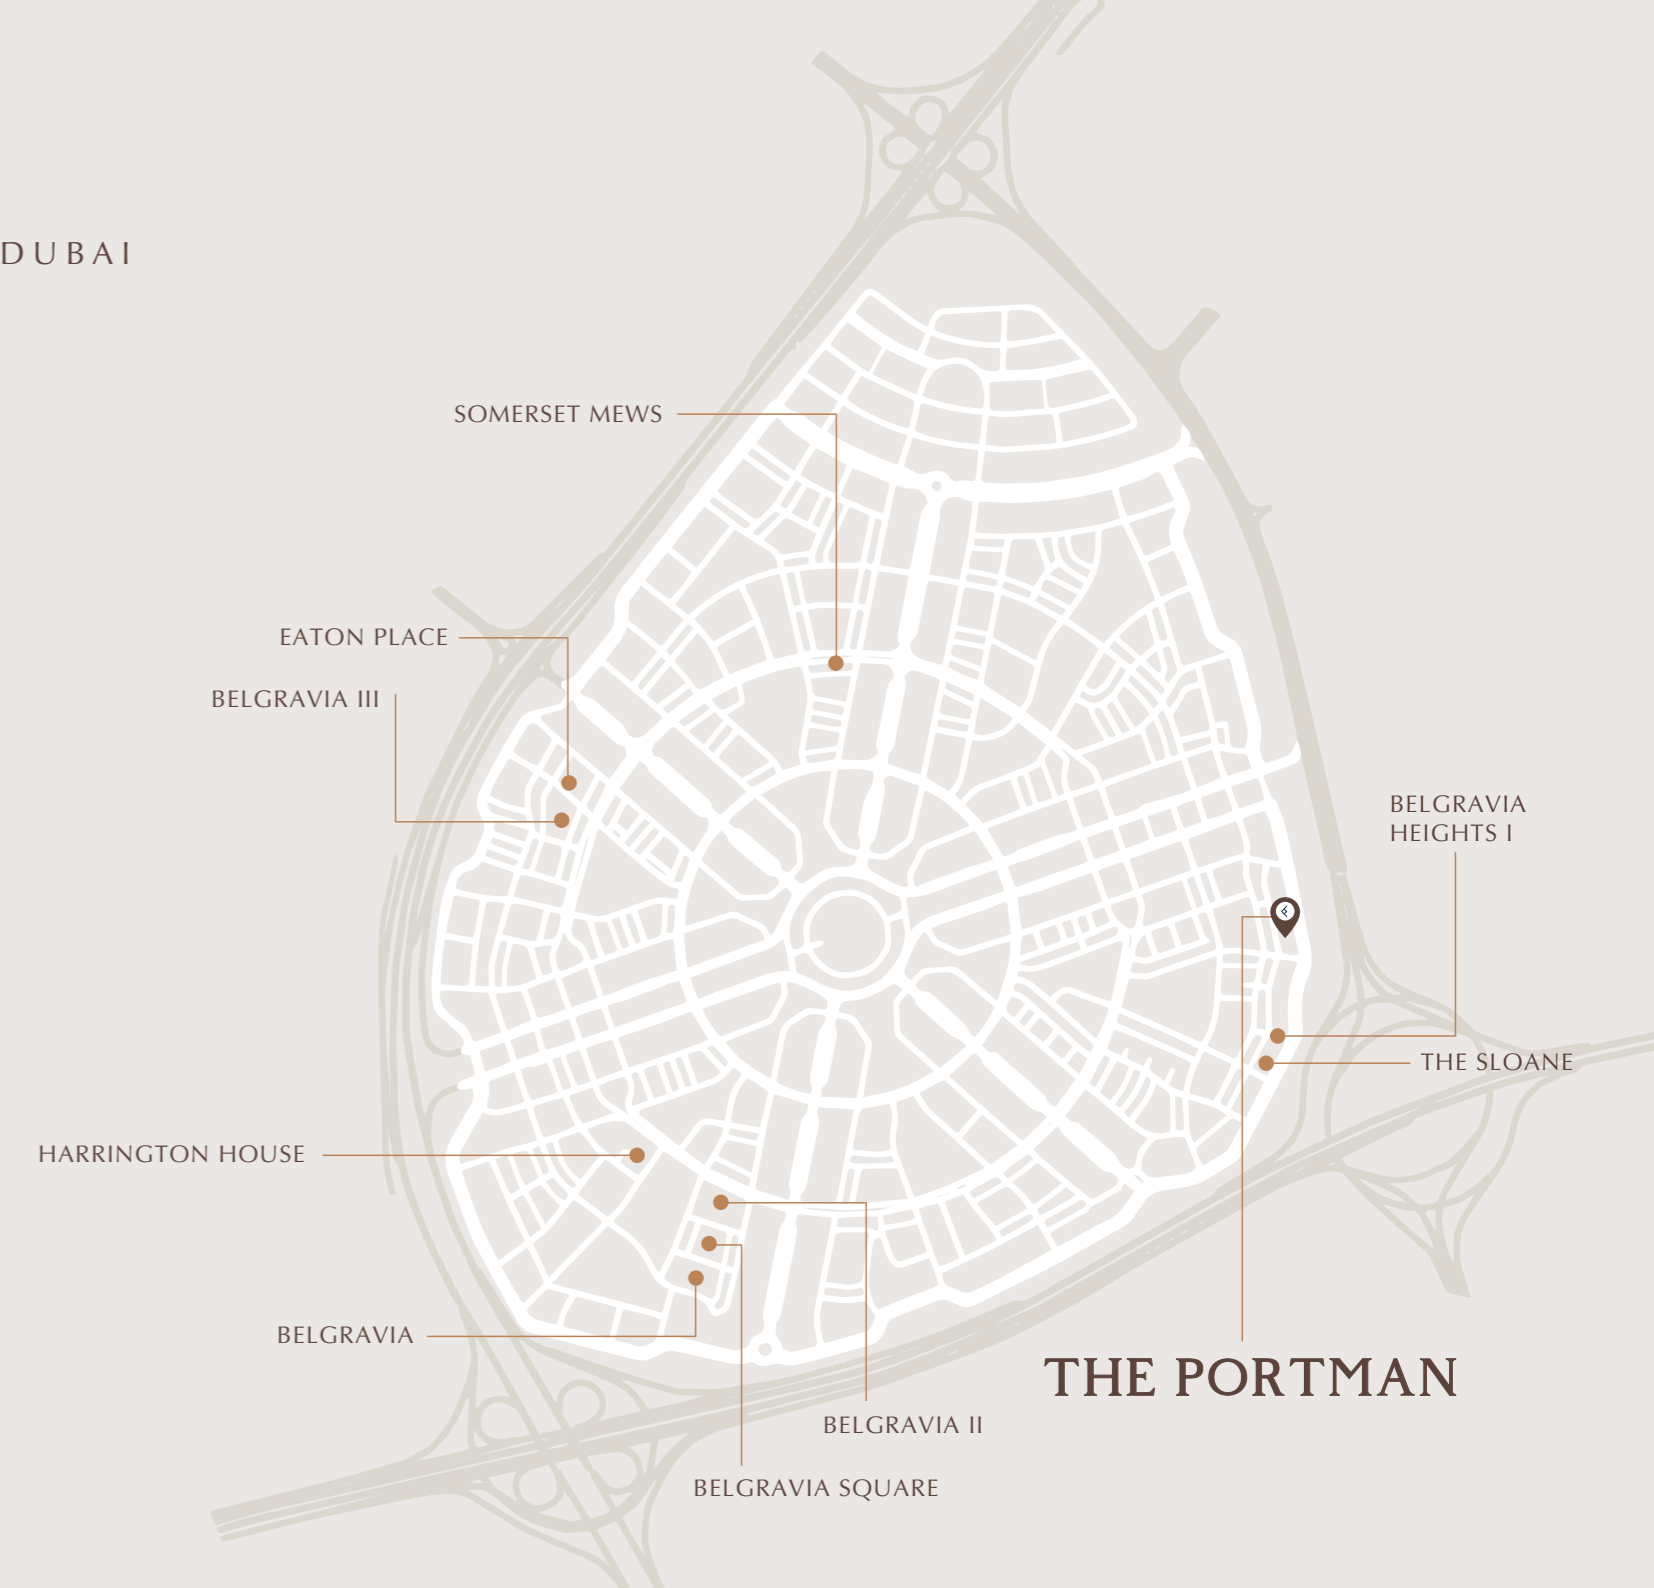 DUBAI
SOMERSET MEWS
EATON PLACE
BELGRAVIA III
BELGRAVIA
HEIGHTS I
THE SLOANE
HARRINGTON HOUSE
BELGRAVIA
THE PORTMAN
BELGRAVIA II
BELGRAVIA SQUARE